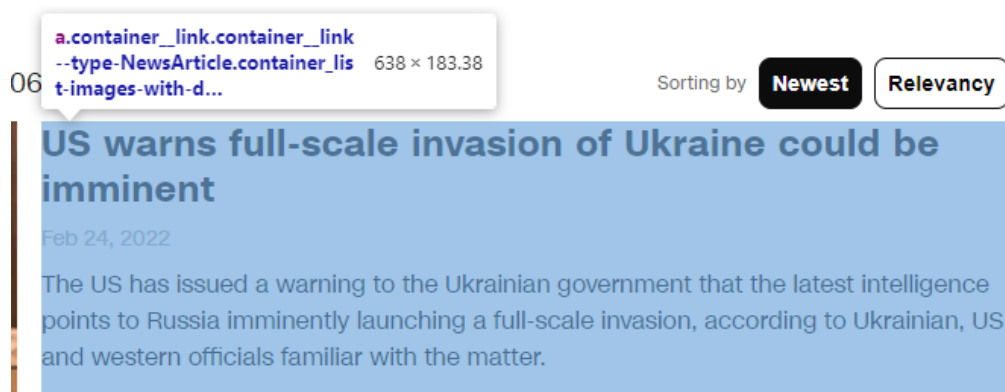 a.container__link.container__link
--type-NewsArticle.container_lis 638 × 183.38
t-images-with-d...
06
Sorting by Newest Relevancy
US warns full-scale invasion of Ukraine could be
imminent
Feb 24, 2022
The US has issued a warning to the Ukrainian government that the latest intelligence
points to Russia imminently launching a full-scale invasion, according to Ukrainian, US
and western officials familiar with the matter.